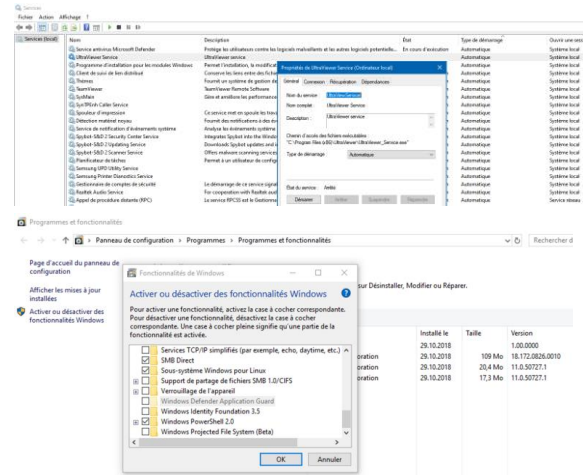 Services
Fichier Action Affichage ?
Services (local)
Nom Description État Type de démarrage Ouvrir une ses
Service antivirus Microsoft Defender Protège les utilisateurs contre les logiciels malveillants et les autres logiciels potentielle... En cours d'exécution Automatique Système local
UltraViewer Service UltraViewer service Automatique Système local
Programme d'installation pour les modules Windows Permet l'installation, la modificat Automatique Système local
Client de suivi de lien distribué Conserve les liens entre des fichie Automatique Système local
Thèmes Fournit un système de gestion de Automatique Système local
TeamViewer TeamViewer Remote Software Automatique Système local
SysMain Gère et améliore les performance Automatique Système local
Automatique Système local
Spouleur d'impression Ce service met en spoule les trava Automatique Système local
Détection matériel noyau Fournit des notifications à des év Automatique Système local
Service de notification d'événements système Analyse les événements système Automatique Système local
Spybot-S&D 2 Security Center Service Integrates Spybot into the Window Automatique Système local
Spybot-S&D 2 Updating Service Downloads Spybot updates and Automatique Système local
Spybot-S&D 2 Scanner Service Offers malware scanning services Automatique Système local
Planificateur de tâches Permet à un utilisateur de configu Automatique Système local
Samsung UPD Utility Service Automatique Système local
Samsung Printer Dianostics Service Automatique Système local
Gestionnaire de comptes de sécurité Le démarrage de ce service signal Automatique Système local
Realtek Audio Service For cooperation with Realtek aud Automatique Système local
Appel de procédure distante (RPC) Le service RPCSS est le Gestionna Automatique Service réseau
Propriétés de UltraViewer Service (Ordinateur local)
Général Connexion Récupération Dépendances
Nom du service : UltraViewService
Nom complet : UltraViewer Service
Description : UltraViewer service
Chemin d'accès des fichiers exécutables :
"C:\Program Files (x86)\UltraViewer\UltraViewer_Service.exe"
Type de démarrage : Automatique
État du service : Arrêté
Démarrer Arrêter Suspendre Reprendre
Programmes et fonctionnalités
Panneau de configuration > Programmes > Programmes et fonctionnalités
Rechercher d
Page d'accueil du panneau de
configuration
Afficher les mises à jour
installées
Activer ou désactiver des
fonctionnalités Windows
sur Désinstaller, Modifier ou Réparer.
Installé le Taille Version
29.10.2018 1.00.0000
oration 29.10.2018 109 Mo 18.172.0826.0010
oration 29.10.2018 20,4 Mo 11.0.50727.1
oration 29.10.2018 17,3 Mo 11.0.50727.1
Fonctionnalités de Windows
Activer ou désactiver des fonctionnalités Windows
Pour activer une fonctionnalité, activez la case à cocher correspondante.
Pour désactiver une fonctionnalité, désactivez la case à cocher
correspondante. Une case à cocher pleine signifie qu'une partie de la
fonctionnalité est activée.
Services TCP/IP simplifiés (par exemple, echo, daytime, etc.)
SMB Direct
Sous-système Windows pour Linux
Support de partage de fichiers SMB 1.0/CIFS
Verrouillage de l'appareil
Windows Defender Application Guard
Windows Identity Foundation 3.5
Windows PowerShell 2.0
Windows Projected File System (Beta)
OK Annuler